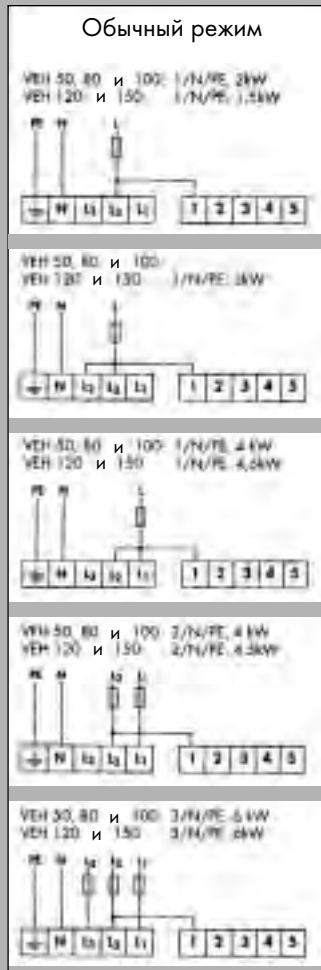 Обычный режим
VEH 50, 80 и 100: 1/N/PE, 2kW
VEH 120 и 150: 1/N/PE, 1,5kW
PE N L
N L3 L2 L1 1 2 3 4 5
VEH 50, 80 и 100:
VEH 120 и 150: 1/N/PE, 3kW
L
N L3 L2 L1 1 2 3 4 5
VEH 50, 80 и 100: 1/N/PE, 4 kW
VEH 120 и 150: 1/N/PE, 4,5kW
PE N L
N L3 L2 L1 1 2 3 4 5
VEH 50, 80 и 100: 2/N/PE, 4 kW
VEH 120 и 150: 2/N/PE, 4,5kW
PE N L2 L1
N L3 L2 L1 1 2 3 4 5
VEH 50, 80 и 100: 3/N/PE, 6 kW
VEH 120 и 150: 3/N/PE, 6kW
PE N L3 L2 L1
N L3 L2 L1 1 2 3 4 5